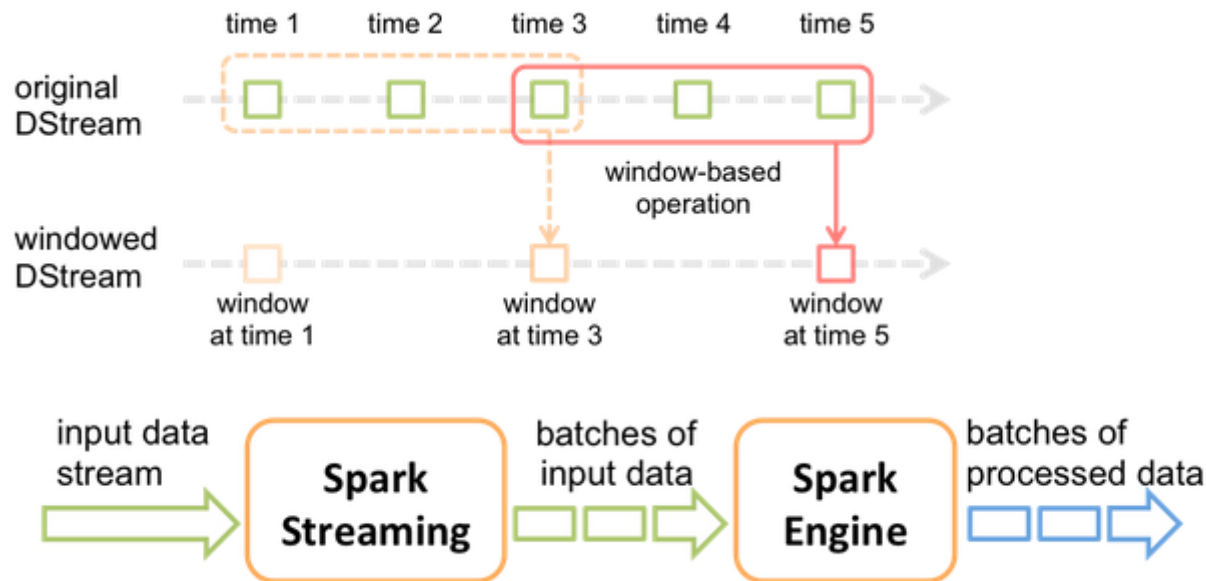 time 1 time 2 time 3 time 4 time 5
original
DStream
window-based
operation
windowed
DStream
window
at time 1
window
at time 3
window
at time 5
input data
stream
Spark
Streaming
batches of
input data
Spark
Engine
batches of
processed data